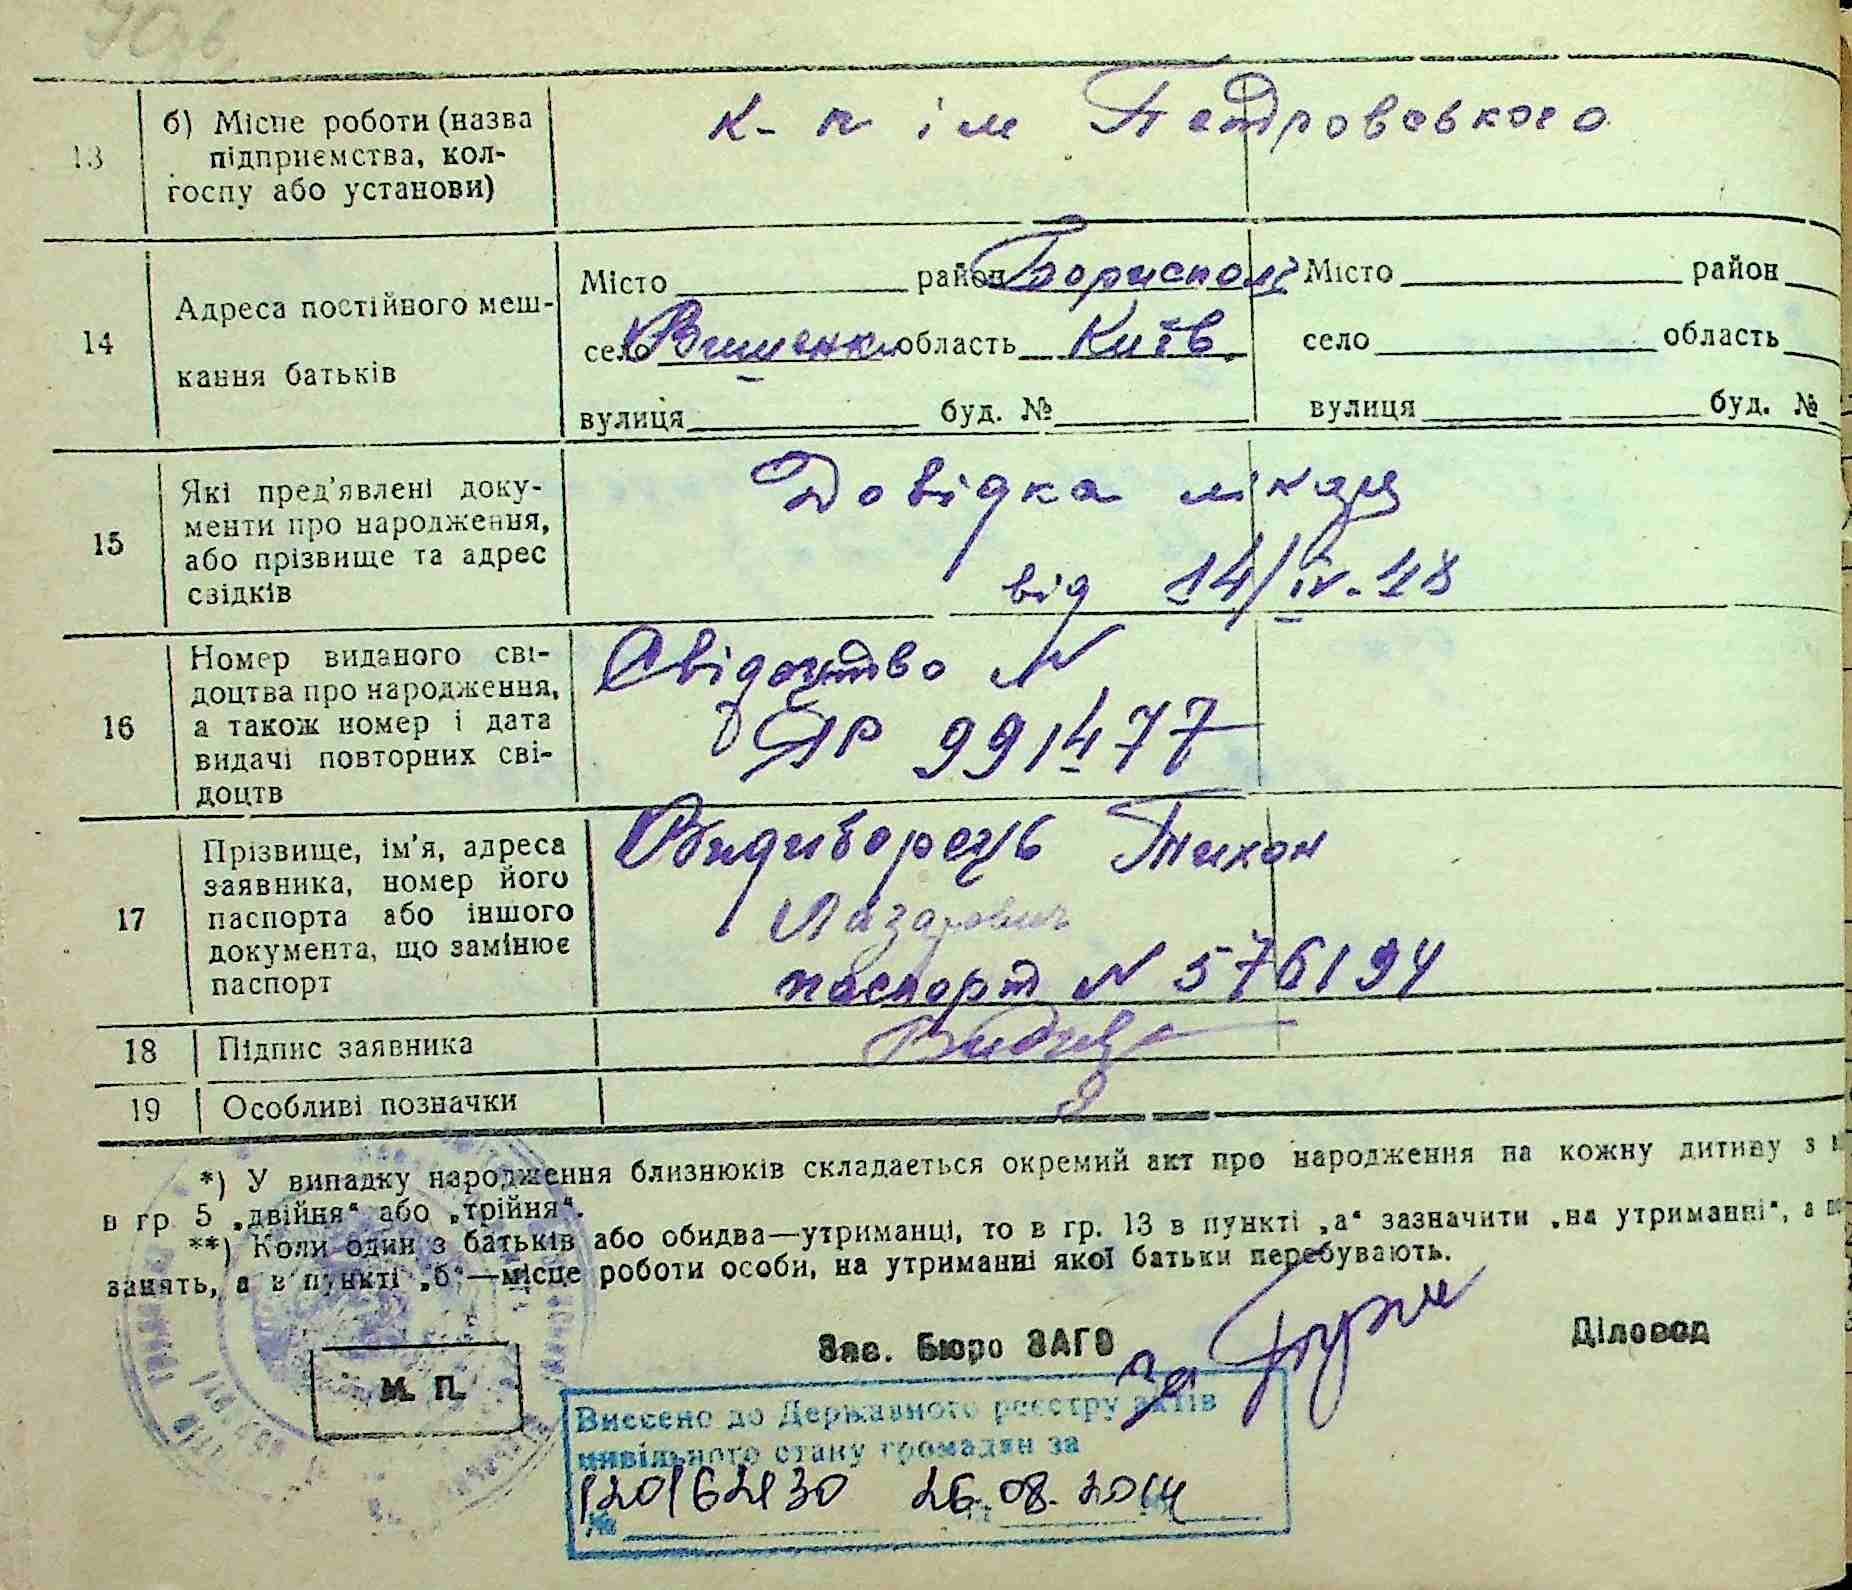 13 б) Місце роботи (назва підприємства, колгоспу або установи) к-п ім Петровського
14 Адреса постійного мешкання батьків
Місто район Бориспол Місто район
село Вишенки область Київ. село область
вулиця буд. № вулиця буд. №
15 Які пред'явлені документи про народження, або прізвище та адрес свідків
Довідка лікаря
від 14/IV-48
16 Номер виданого свідоцтва про народження, а також номер і дата видачі повторних свідоцтв
Свідоцтво N
ЯР 991477
17 Прізвище, ім'я, адреса заявника, номер його паспорта або іншого документа, що замінює паспорт
Видиборець Тихон
Лазарович
паспорт N 576194
18 Підпис заявника
19 Особливі позначки
*) У випадку народження близнюків складається окремий акт про народження на кожну дитину з
в гр. 5 „двійня“ або „трійня“.
**) Коли один з батьків або обидва—утриманці, то в гр. 13 в пункті „а“ зазначити „на утриманні“, а
занять, а в пункті „б“—місце роботи особи, на утриманні якої батьки перебувають.
Зав. Бюро ЗАГС Діловод
М. П.
Внесено до Державного реєстру актів
цивільного стану громадян за
№ 120162130 26.08.2014